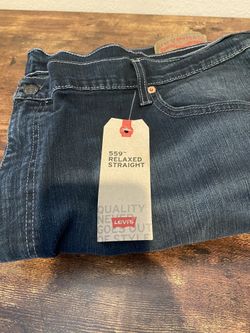 559™
RELAXED
STRAIGHT
QUALITY
NEVER
GOES OUT
OF STYLE
LEVI'S